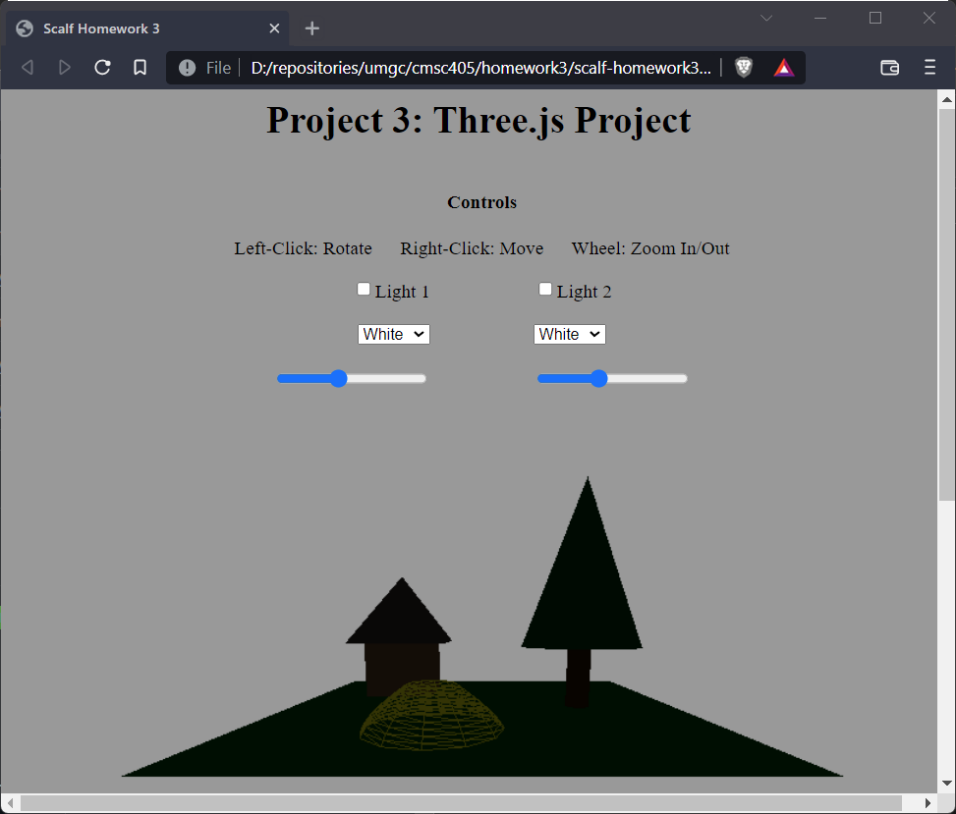 Scalf Homework 3
File D:/repositories/umgc/cmsc405/homework3/scalf-homework3...
Project 3: Three.js Project
Controls
Left-Click: Rotate Right-Click: Move Wheel: Zoom In/Out
Light 1 Light 2
White White